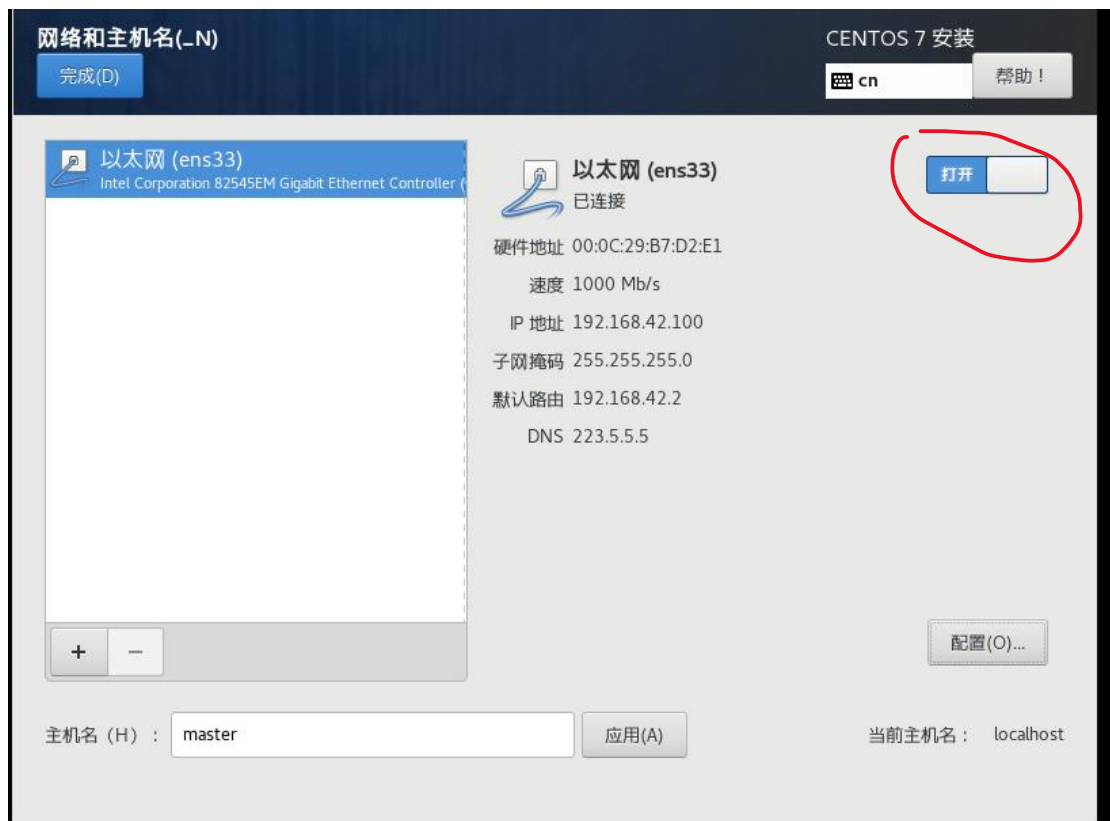 网络和主机名(_N)
CENTOS 7 安装
完成(D)
cn
帮助！
以太网 (ens33)
Intel Corporation 82545EM Gigabit Ethernet Controller (
以太网 (ens33)
已连接
打开
硬件地址 00:0C:29:B7:D2:E1
速度 1000 Mb/s
IP 地址 192.168.42.100
子网掩码 255.255.255.0
默认路由 192.168.42.2
DNS 223.5.5.5
+ −
配置(O)...
主机名（H）： master 应用(A) 当前主机名： localhost